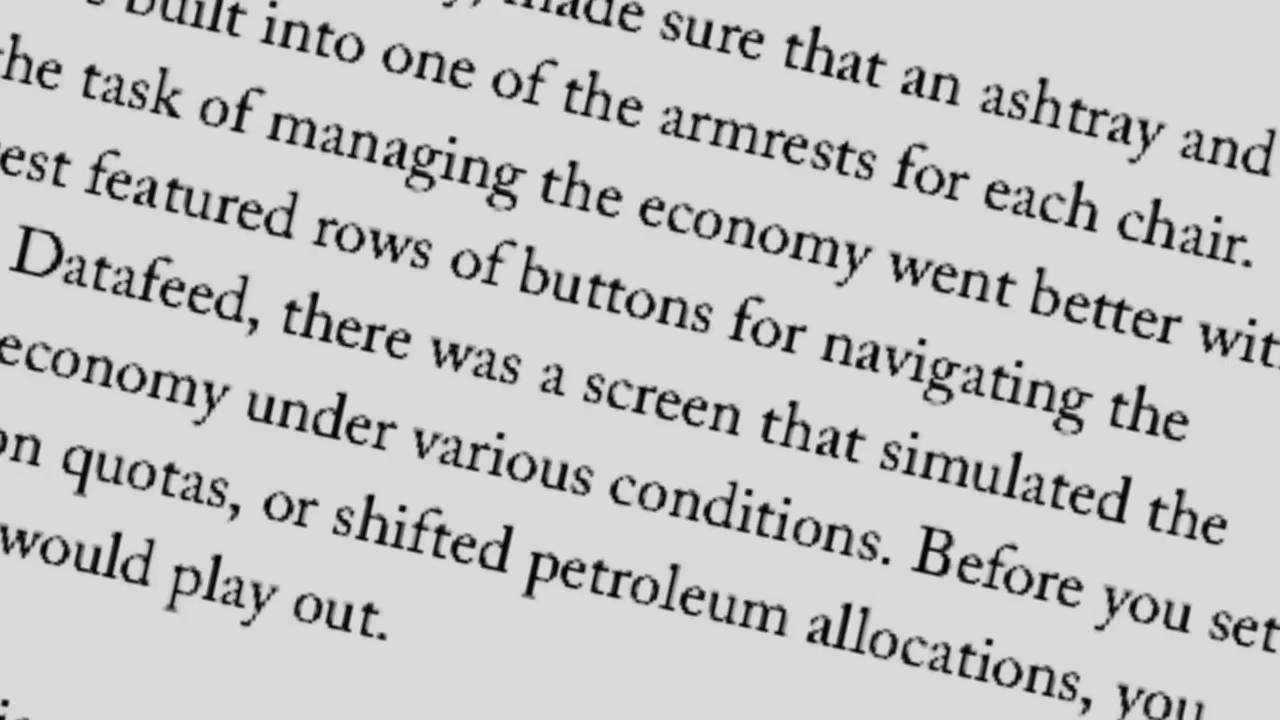 made sure that an ashtray and
built into one of the armrests for each chair.
the task of managing the economy went better wit
est featured rows of buttons for navigating the
Datafeed, there was a screen that simulated the
economy under various conditions. Before you set
on quotas, or shifted petroleum allocations, you
would play out.